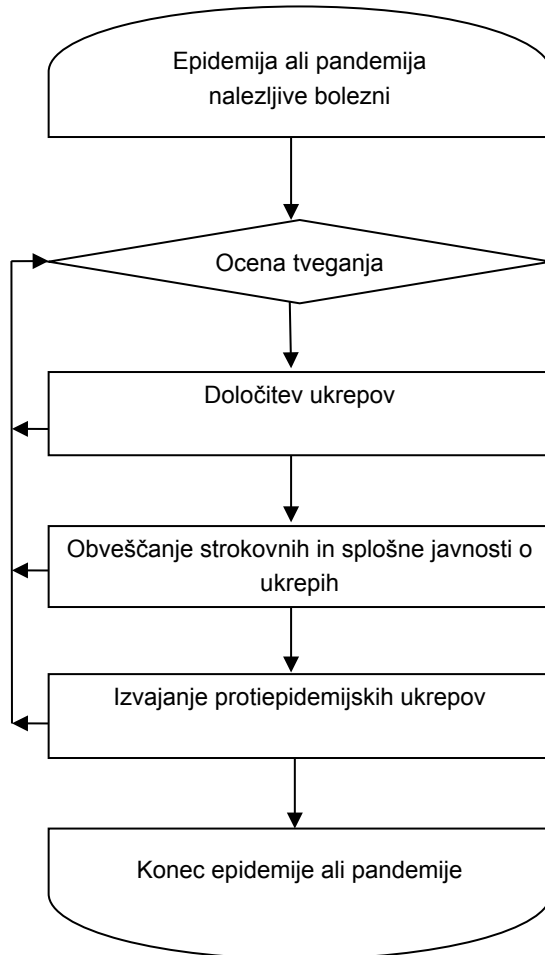 Epidemija ali pandemija
nalezljive bolezni
Ocena tveganja
Določitev ukrepov
Obveščanje strokovnih in splošne javnosti o
ukrepih
Izvajanje protiepidemijskih ukrepov
Konec epidemije ali pandemije